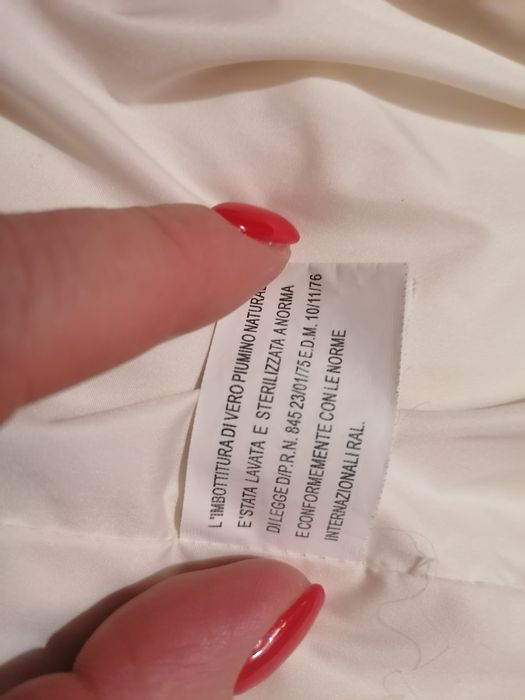 L'IMBOTTITURA DI VERO PIUMINO NATURAL
E' STATA LAVATA E STERILIZZATA A NORMA
DI LEGGE D/P.R.N. 845 23/01/75 E.D.M. 10/11/76
E CONFORMEMENTE CON LE NORME
INTERNAZIONALI RAL.